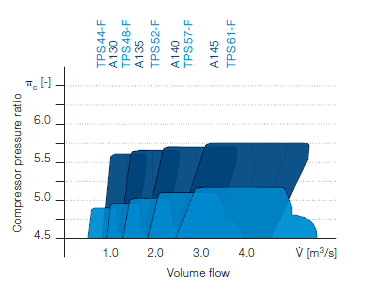 TPS44-F
A130
TPS48-F
A135
TPS52-F
A140
TPS57-F
A145
TPS61-F
πc [-]
Compressor pressure ratio
6.0
5.5
5.0
4.5
1.0 2.0 3.0 4.0 V̇ [m³/s]
Volume flow